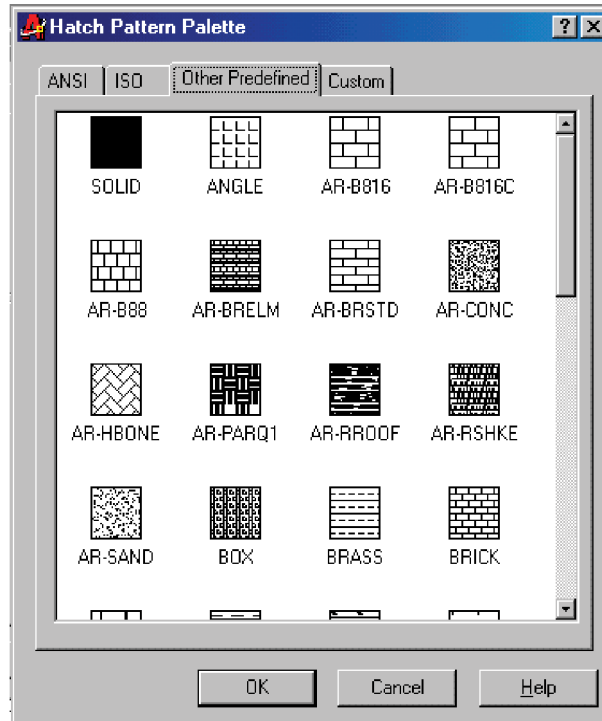 Hatch Pattern Palette
ANSI ISO Other Predefined Custom
SOLID ANGLE AR-B816 AR-B816C
AR-B88 AR-BRELM AR-BRSTD AR-CONC
AR-HBONE AR-PARQ1 AR-RROOF AR-RSHKE
AR-SAND BOX BRASS BRICK
OK Cancel Help